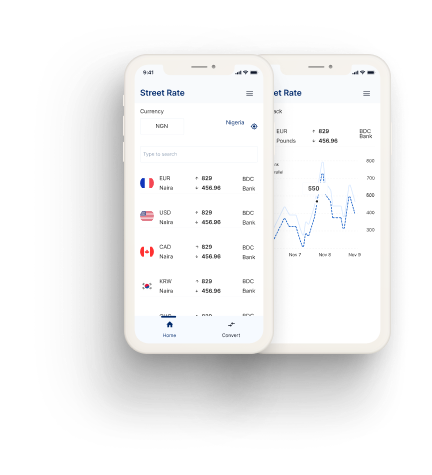 9:41
Street Rate
Currency
NGN
Nigeria
Type to search
EUR + 829 BDC
Naira + 456.96 Bank
USD + 829 BDC
Naira + 456.96 Bank
CAD + 829 BDC
Naira + 456.96 Bank
KRW + 829 BDC
Naira + 456.96 Bank
Home
Convert
et Rate
ack
EUR + 829 BDC
Pounds + 456.96 Bank
800
700
600
550
500
400
300
Nov 7 Nov 8 Nov 9